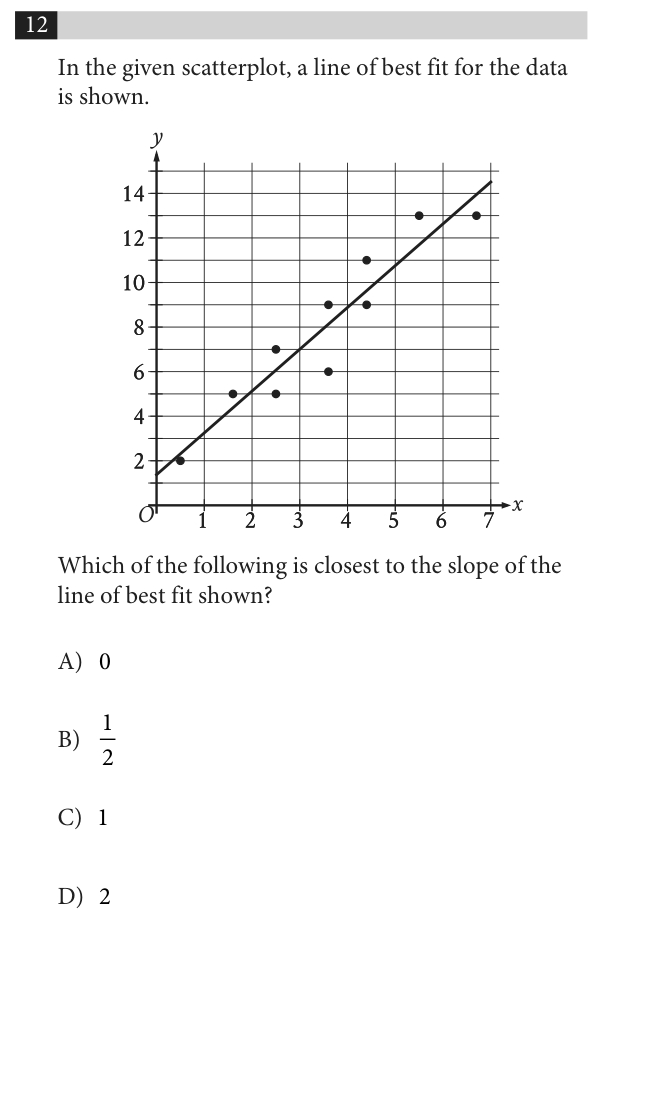 12
In the given scatterplot, a line of best fit for the data
is shown.
y
14
12
10
8
6
4
2
O
1 2 3 4 5 6 7 x
Which of the following is closest to the slope of the
line of best fit shown?
A) 0
B) 1/2
C) 1
D) 2